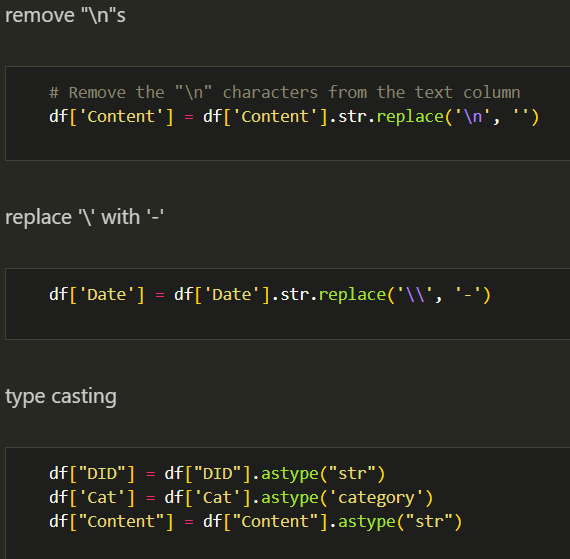 remove "\n"s
# Remove the "\n" characters from the text column
df['Content'] = df['Content'].str.replace('\n', '')
replace '\' with '-'
df['Date'] = df['Date'].str.replace('\\', '-')
type casting
df["DID"] = df["DID"].astype("str")
df['Cat'] = df['Cat'].astype('category')
df["Content"] = df["Content"].astype("str")